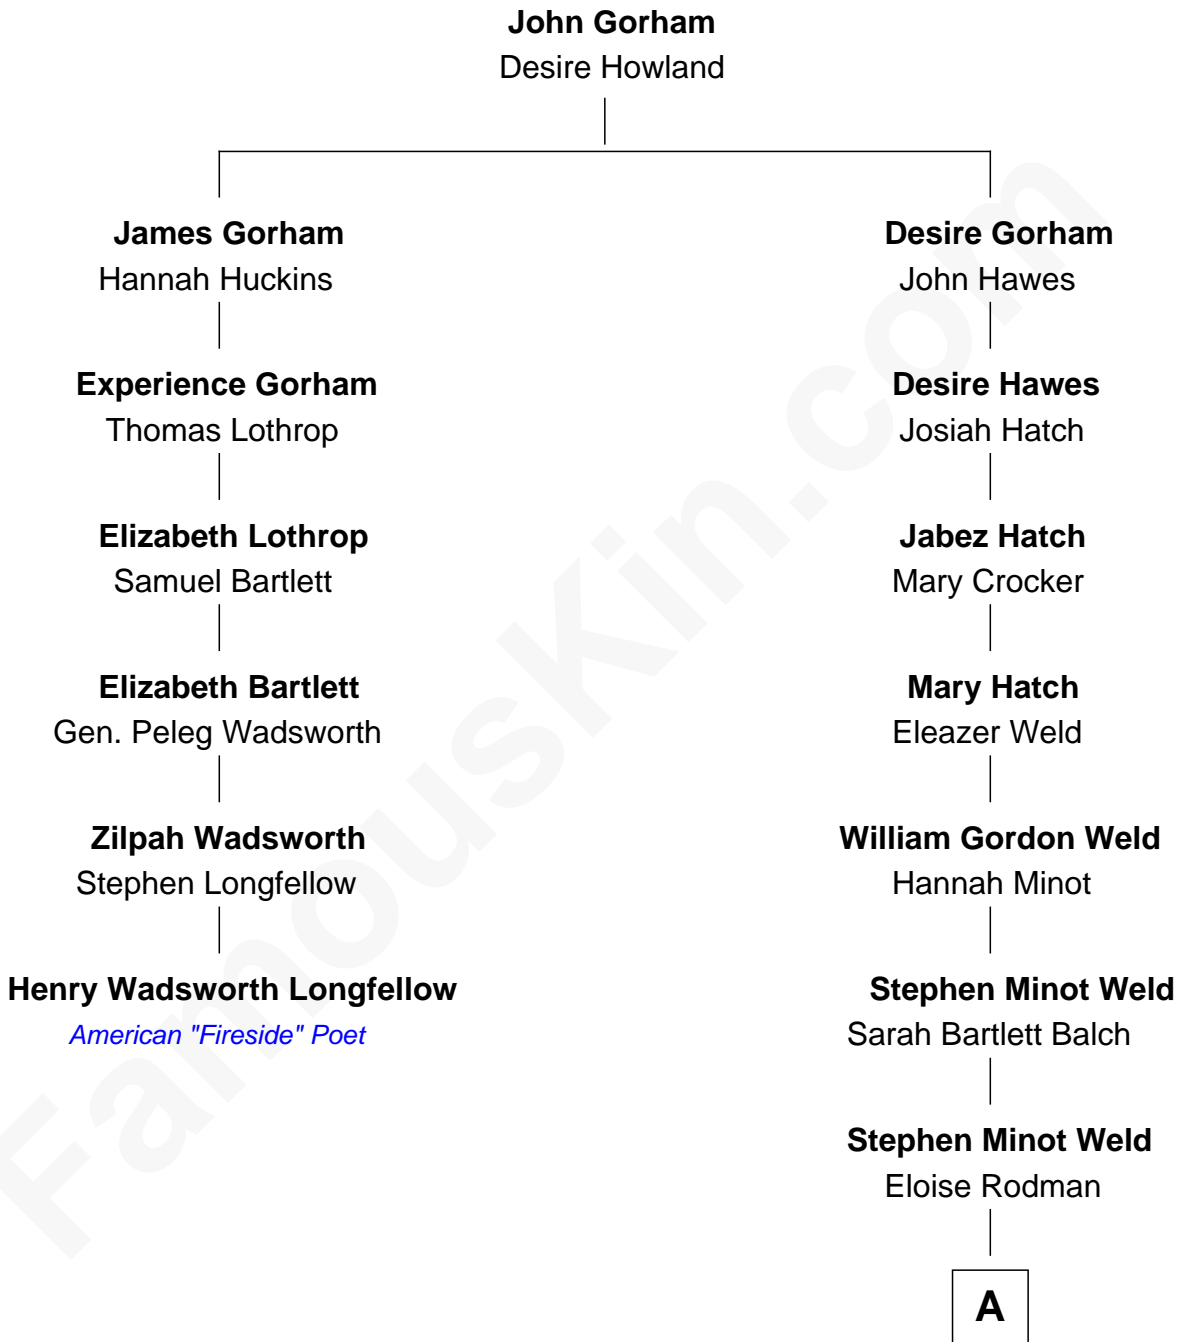 John Gorham
Desire Howland
James Gorham
Hannah Huckins
Experience Gorham
Thomas Lothrop
Elizabeth Lothrop
Samuel Bartlett
Elizabeth Bartlett
Gen. Peleg Wadsworth
Zilpah Wadsworth
Stephen Longfellow
Henry Wadsworth Longfellow
American "Fireside" Poet
Desire Gorham
John Hawes
Desire Hawes
Josiah Hatch
Jabez Hatch
Mary Crocker
Mary Hatch
Eleazer Weld
William Gordon Weld
Hannah Minot
Stephen Minot Weld
Sarah Bartlett Balch
Stephen Minot Weld
Eloise Rodman
A
FamousKin.com